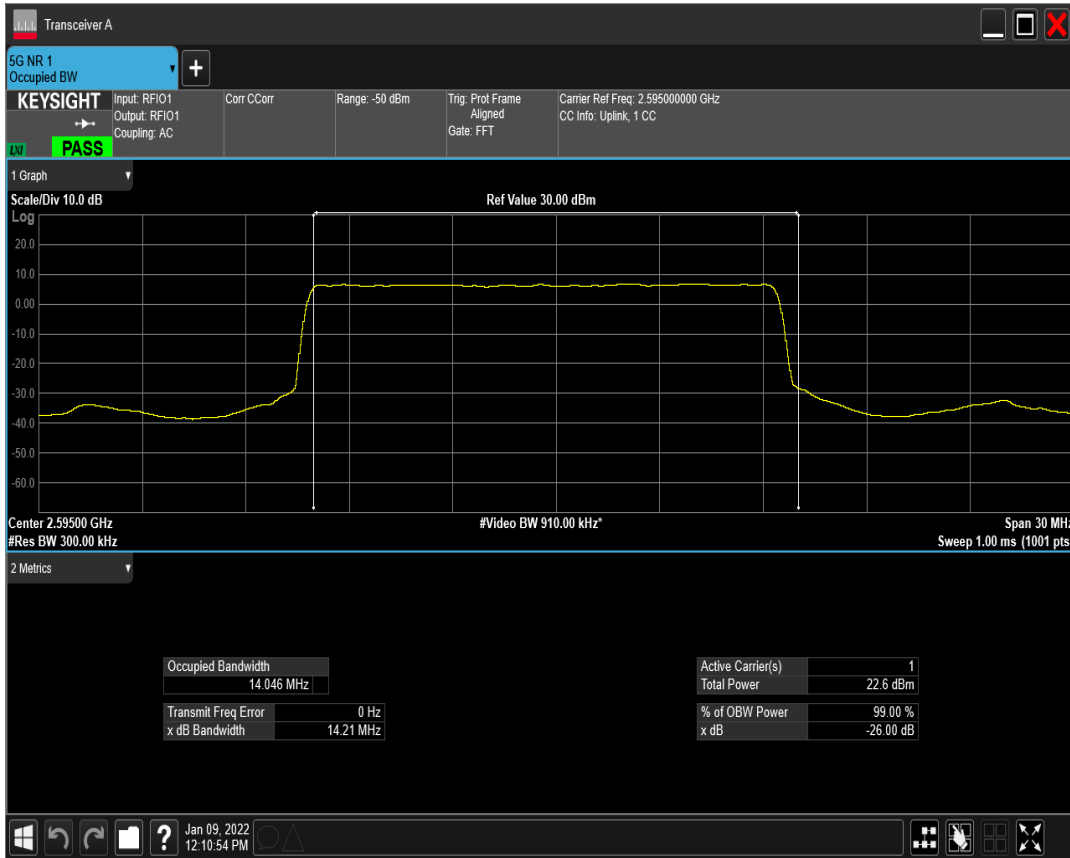 Transceiver A
5G NR 1
Occupied BW
KEYSIGHT
Input: RFIO1
Output: RFIO1
Coupling: AC
Corr CCorr
Range: -50 dBm
Trig: Prot Frame
Aligned
Gate: FFT
Carrier Ref Freq: 2.595000000 GHz
CC Info: Uplink, 1 CC
LXI
PASS
1 Graph
Scale/Div 10.0 dB
Ref Value 30.00 dBm
Log
20.0
10.0
0.00
-10.0
-20.0
-30.0
-40.0
-50.0
-60.0
Center 2.59500 GHz
#Video BW 910.00 kHz*
Span 30 MHz
#Res BW 300.00 kHz
Sweep 1.00 ms (1001 pts
2 Metrics
Occupied Bandwidth
14.046 MHz
Transmit Freq Error 0 Hz
x dB Bandwidth 14.21 MHz
Active Carrier(s) 1
Total Power 22.6 dBm
% of OBW Power 99.00 %
x dB -26.00 dB
?
Jan 09, 2022
12:10:54 PM